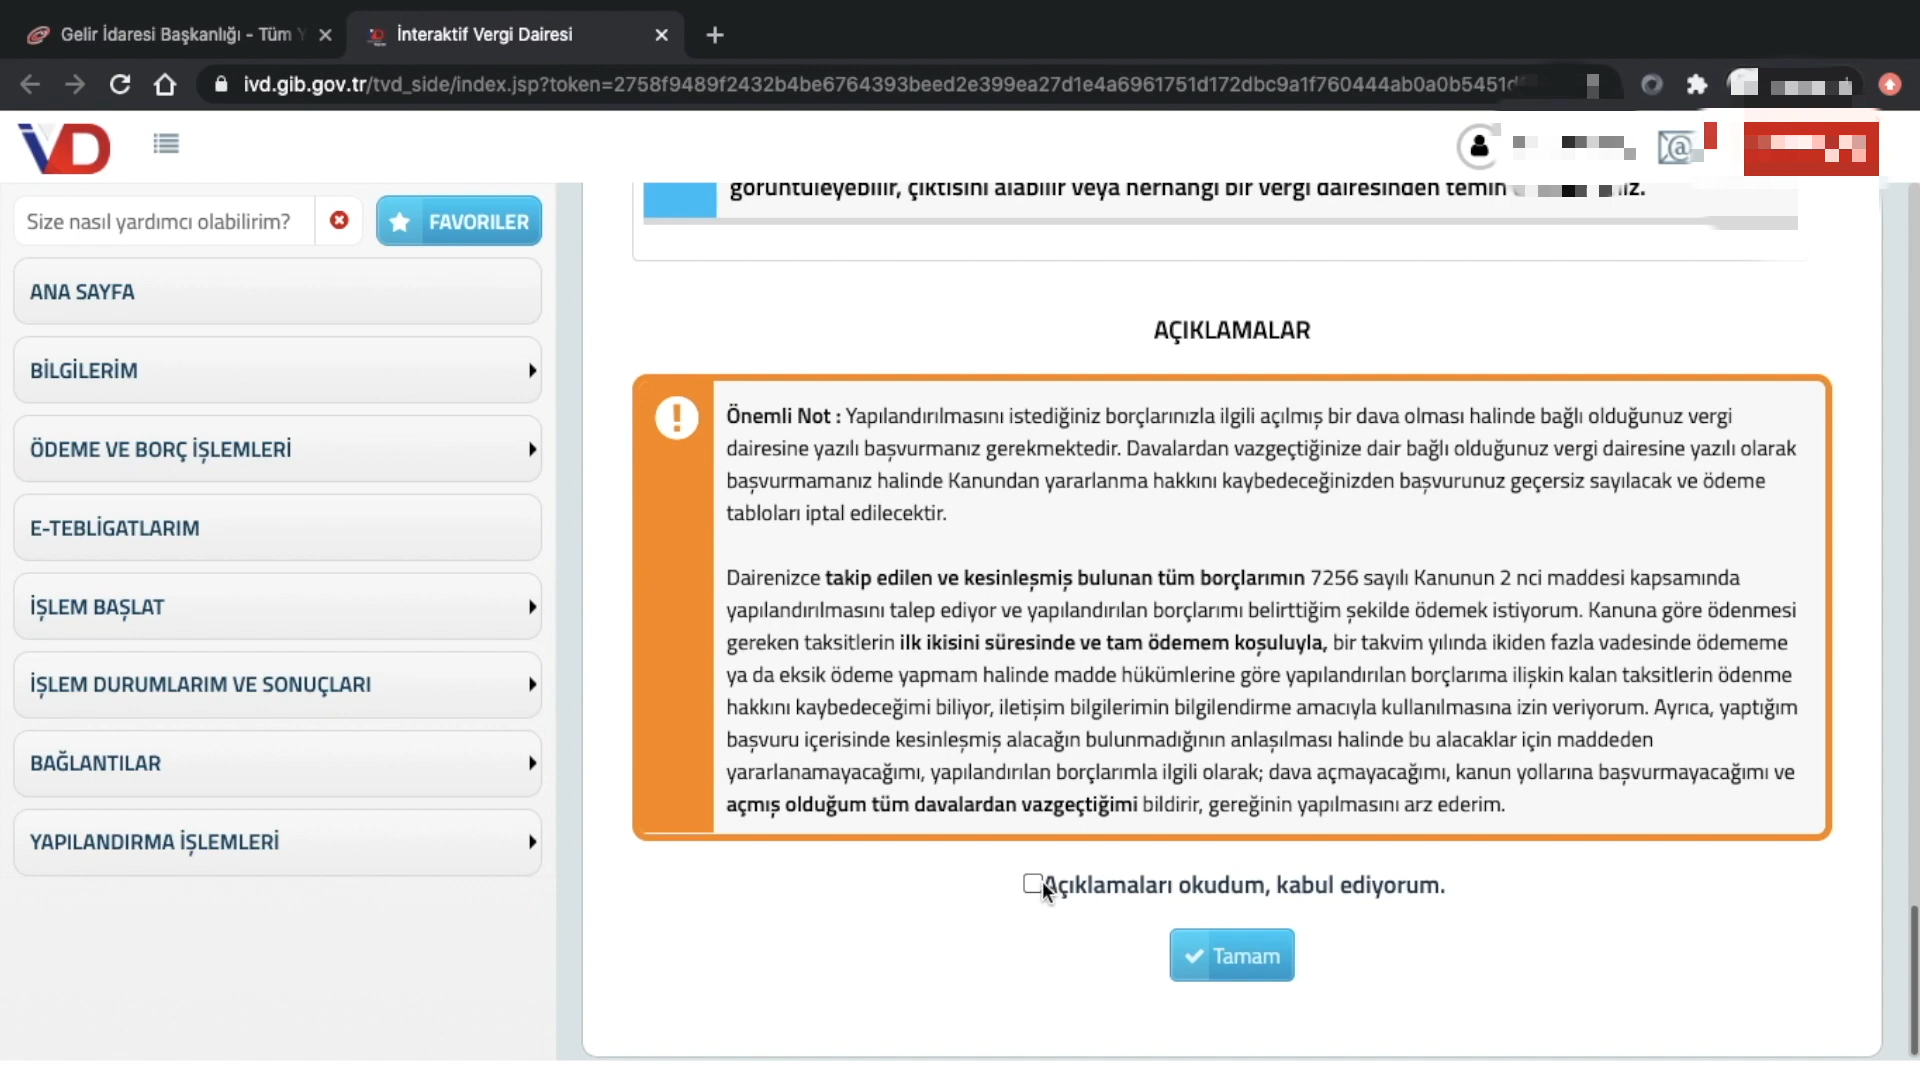 Gelir İdaresi Başkanlığı - Tüm Y
İnteraktif Vergi Dairesi
ivd.gib.gov.tr/tvd_side/index.jsp?token=2758f9489f2432b4be6764393beed2e399ea27d1e4a6961751d172dbc9a1f760444ab0a0b5451d
iVD
Size nasıl yardımcı olabilirim?
FAVORİLER
ANA SAYFA
BİLGİLERİM
ÖDEME VE BORÇ İŞLEMLERİ
E-TEBLİGATLARIM
İŞLEM BAŞLAT
İŞLEM DURUMLARIM VE SONUÇLARI
BAĞLANTILAR
YAPILANDIRMA İŞLEMLERİ
görüntüleyebilir, çıktısını alabilir veya herhangi bir vergi dairesinden temin
AÇIKLAMALAR
Önemli Not : Yapılandırılmasını istediğiniz borçlarınızla ilgili açılmış bir dava olması halinde bağlı olduğunuz vergi
dairesine yazılı başvurmanız gerekmektedir. Davalardan vazgeçtiğinize dair bağlı olduğunuz vergi dairesine yazılı olarak
başvurmamanız halinde Kanundan yararlanma hakkını kaybedeceğinizden başvurunuz geçersiz sayılacak ve ödeme
tabloları iptal edilecektir.
Dairenizce takip edilen ve kesinleşmiş bulunan tüm borçlarımın 7256 sayılı Kanunun 2 nci maddesi kapsamında
yapılandırılmasını talep ediyor ve yapılandırılan borçlarımı belirttiğim şekilde ödemek istiyorum. Kanuna göre ödenmesi
gereken taksitlerin ilk ikisini süresinde ve tam ödemem koşuluyla, bir takvim yılında ikiden fazla vadesinde ödememe
ya da eksik ödeme yapmam halinde madde hükümlerine göre yapılandırılan borçlarıma ilişkin kalan taksitlerin ödenme
hakkını kaybedeceğimi biliyor, iletişim bilgilerimin bilgilendirme amacıyla kullanılmasına izin veriyorum. Ayrıca, yaptığım
başvuru içerisinde kesinleşmiş alacağın bulunmadığının anlaşılması halinde bu alacaklar için maddeden
yararlanamayacağımı, yapılandırılan borçlarımla ilgili olarak; dava açmayacağımı, kanun yollarına başvurmayacağımı ve
açmış olduğum tüm davalardan vazgeçtiğimi bildirir, gereğinin yapılmasını arz ederim.
Açıklamaları okudum, kabul ediyorum.
Tamam